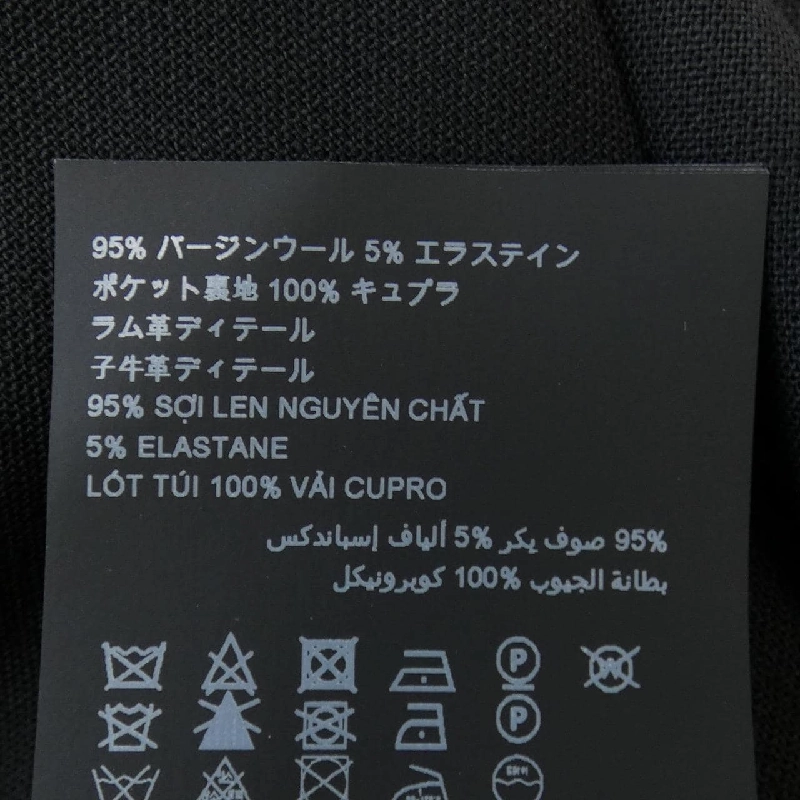 95% バージンウール 5% エラステイン
ポケット裏地 100% キュプラ
ラム革ディテール
子牛革ディテール
95% SỢI LEN NGUYÊN CHẤT
5% ELASTANE
LÓT TÚI 100% VẢI CUPRO
95% صوف يكر 5% ألياف إسباندكس
بطانة الجيوب 100% كوبرونيكل
P
P